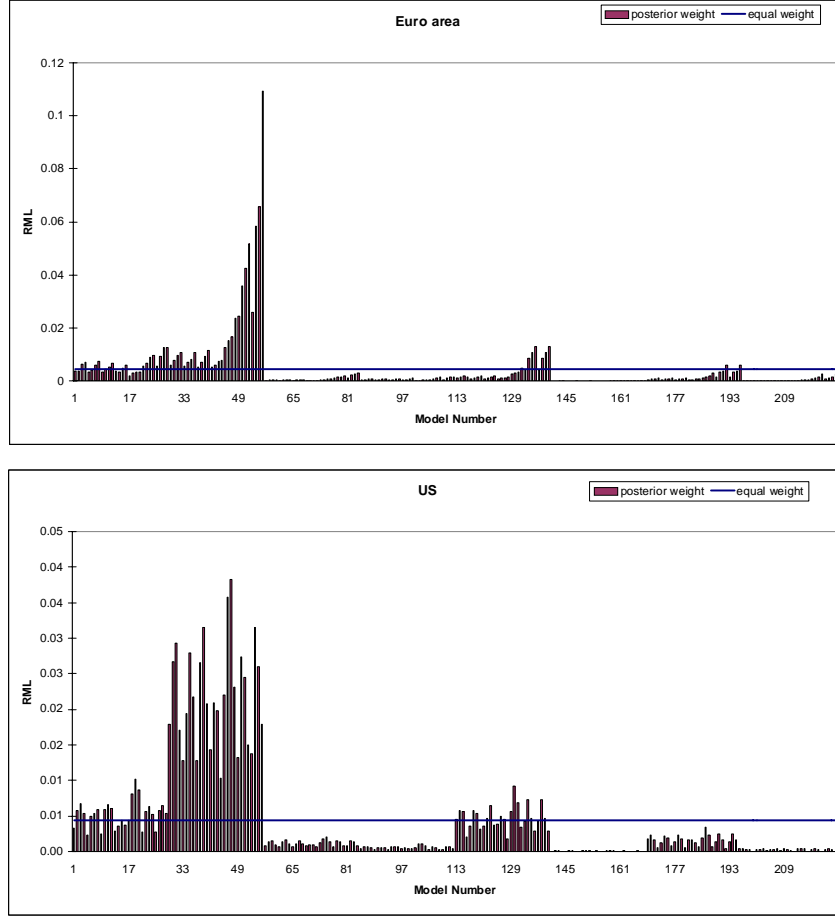 Euro area
posterior weight equal weight
0.12
0.1
0.08
0.06
0.04
0.02
0
RML
1 17 33 49 65 81 97 113 129 145 161 177 193 209
Model Number
US
posterior weight equal weight
0.05
0.04
0.04
0.03
0.03
0.02
0.02
0.01
0.01
0.00
RML
1 17 33 49 65 81 97 113 129 145 161 177 193 209
Model Number